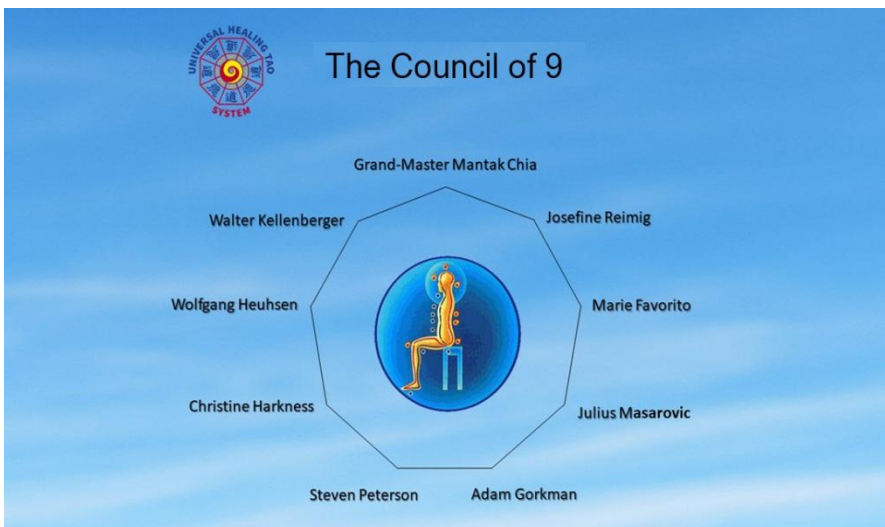 UNIVERSAL HEALING TAO
SYSTEM
The Council of 9
Grand-Master Mantak Chia
Walter Kellenberger
Josefine Reimig
Wolfgang Heuhsen
Marie Favorito
Christine Harkness
Julius Masarovic
Steven Peterson
Adam Gorkman